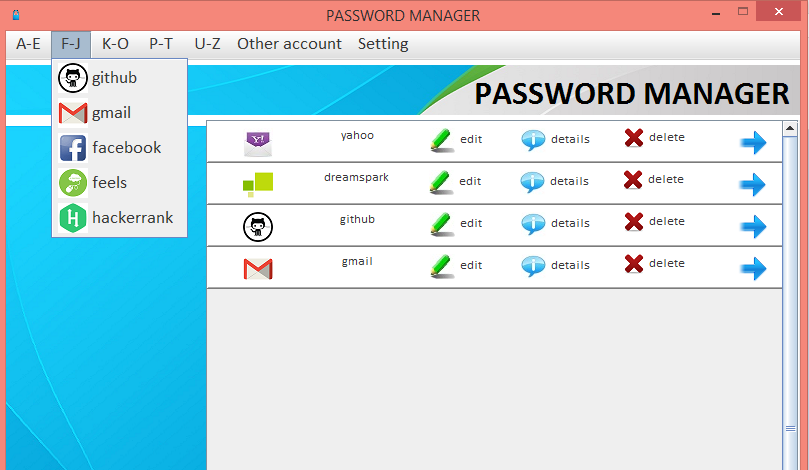 PASSWORD MANAGER
A-E F-J K-O P-T U-Z Other account Setting
github
gmail
facebook
feels
hackerrank
PASSWORD MANAGER
yahoo edit details delete
dreamspark edit details delete
github edit details delete
gmail edit details delete